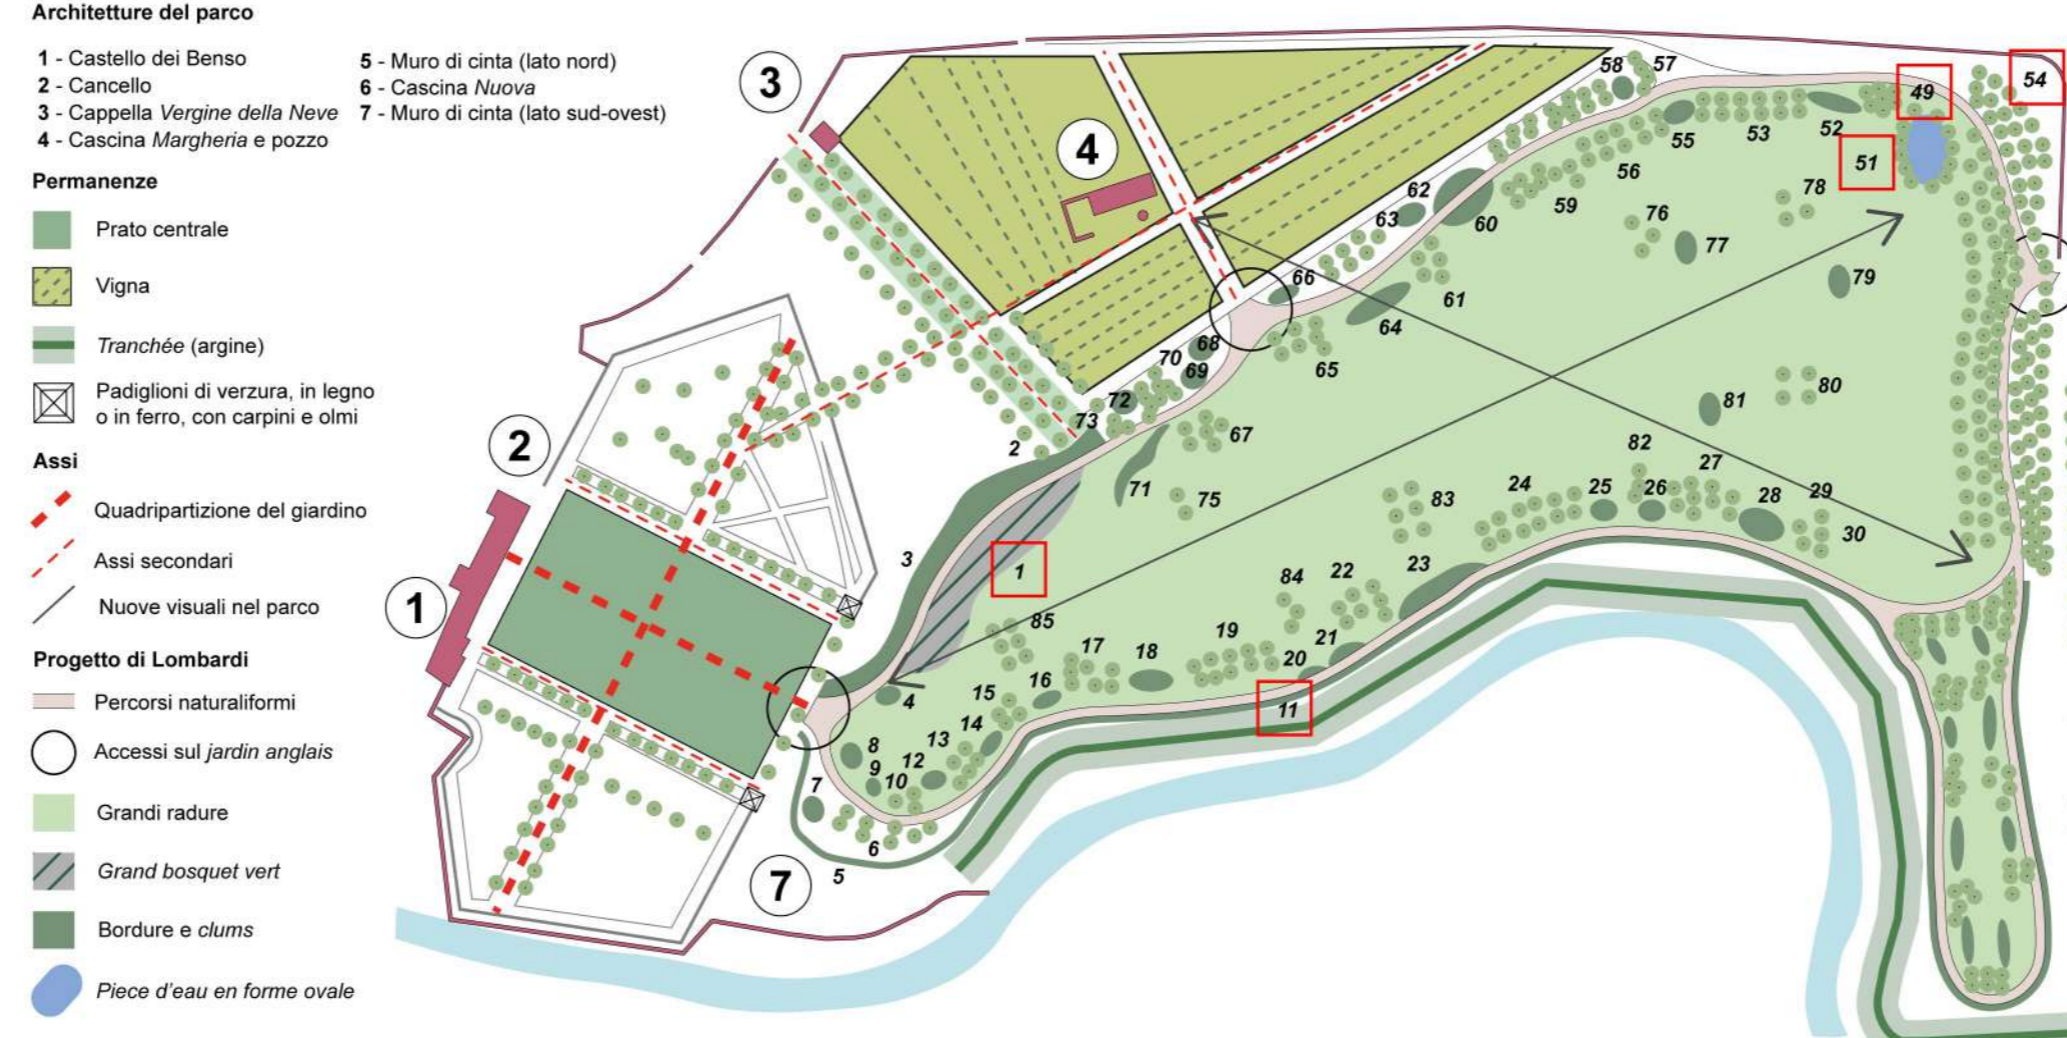 Architetture del parco
1 - Castello dei Benso
2 - Cancello
3 - Cappella Vergine della Neve
4 - Cascina Margheria e pozzo
5 - Muro di cinta (lato nord)
6 - Cascina Nuova
7 - Muro di cinta (lato sud-ovest)
Permanenze
Prato centrale
Vigna
Tranchée (argine)
Padiglioni di verzura, in legno
o in ferro, con carpini e olmi
Assi
Quadripartizione del giardino
Assi secondari
Nuove visuali nel parco
Progetto di Lombardi
Percorsi naturaliformi
Accessi sul jardin anglais
Grandi radure
Grand bosquet vert
Bordure e clums
Piece d'eau en forme ovale
3
4
2
1
7
58
57
49
54
55
53
52
51
56
78
62
63
59
60
76
77
79
66
61
64
65
68
70
69
72
73
67
2
80
81
82
27
71
75
83
24
25
26
28
29
30
3
1
84
22
23
85
17
18
19
21
20
16
15
11
4
14
13
8
12
9
10
7
6
5